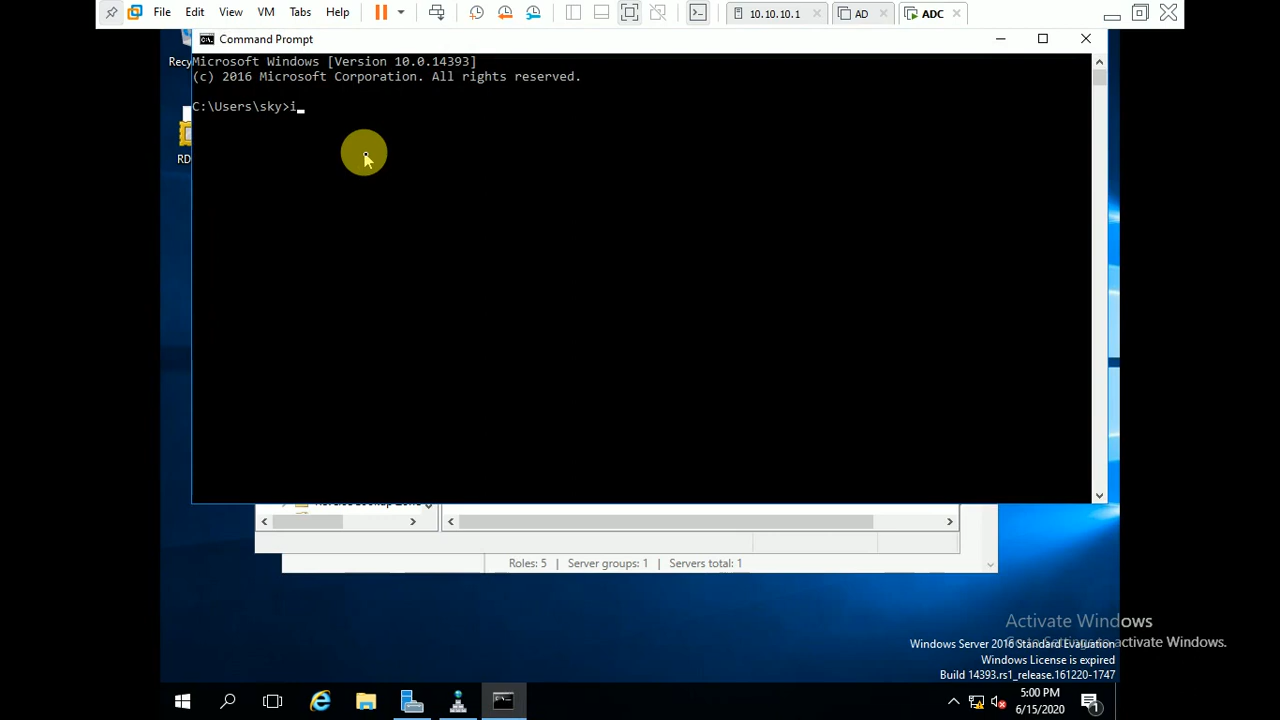 File Edit View VM Tabs Help 10.10.10.1 AD ADC
Command Prompt
Recy
Microsoft Windows [Version 10.0.14393]
(c) 2016 Microsoft Corporation. All rights reserved.
C:\Users\sky>i
RD
Roles: 5 | Server groups: 1 | Servers total: 1
Activate Windows
Go to Settings to activate Windows.
Windows Server 2016 Standard Evaluation
Windows License is expired
Build 14393.rs1_release.161220-1747
5:00 PM
6/15/2020
1